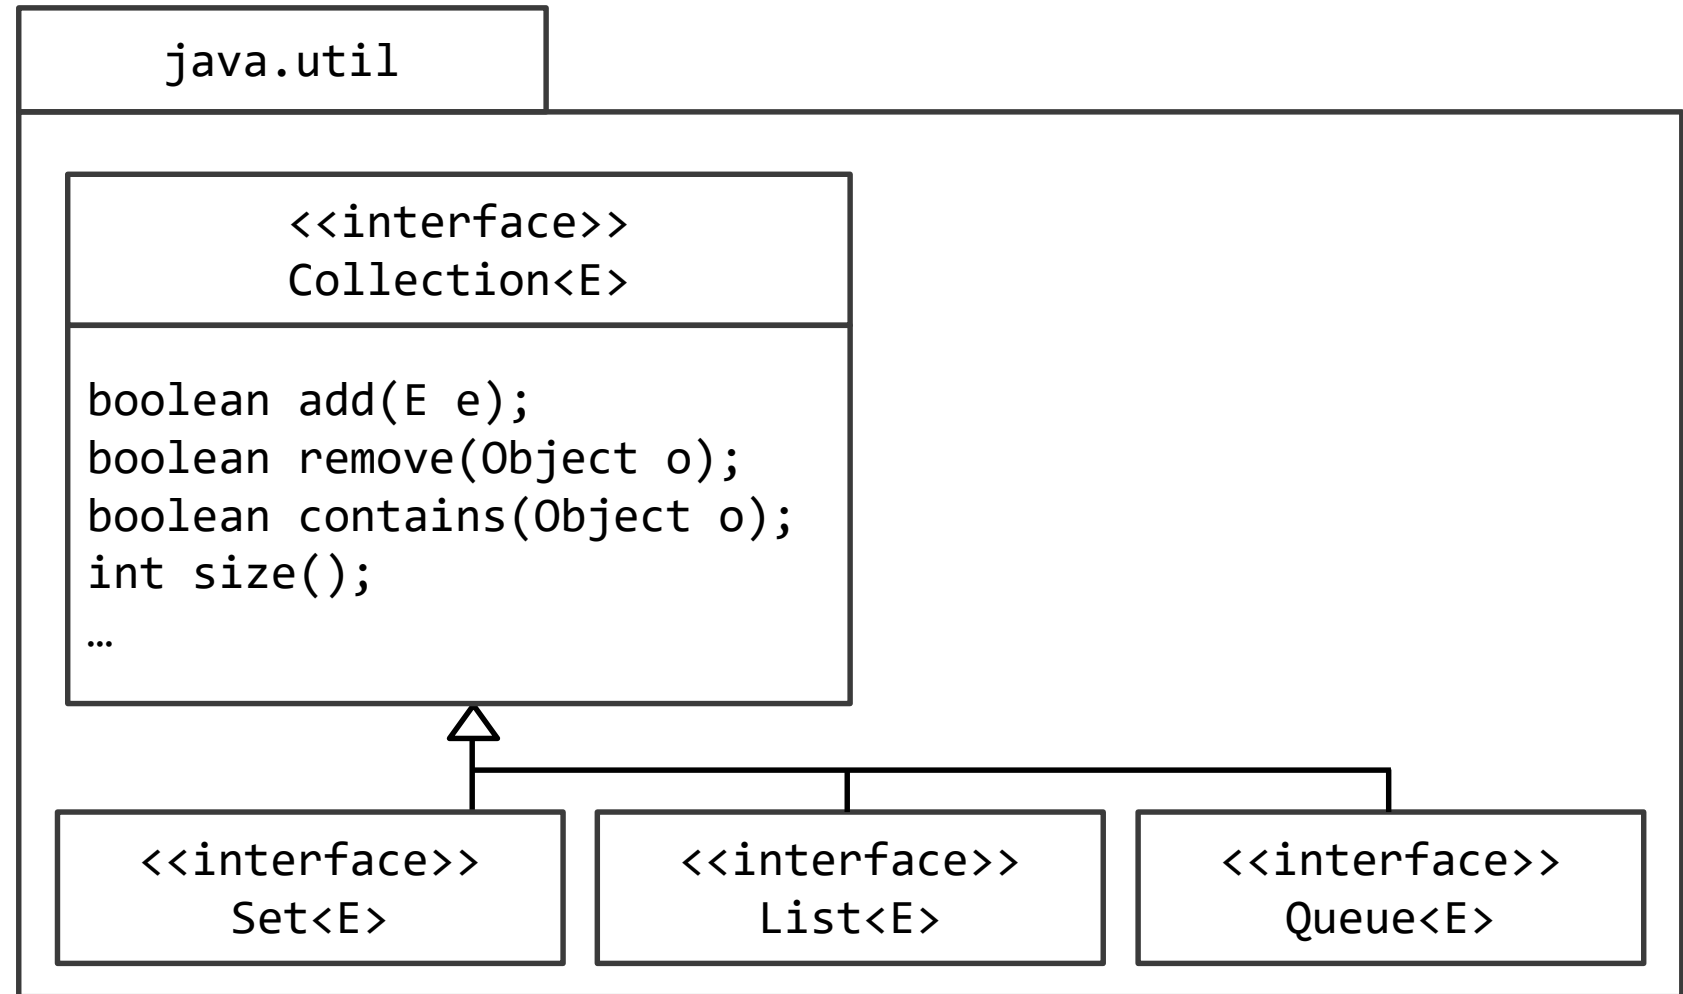 java.util
<<interface>>
Collection<E>
boolean add(E e);
boolean remove(Object o);
boolean contains(Object o);
int size();
…
<<interface>>
Set<E>
<<interface>>
List<E>
<<interface>>
Queue<E>